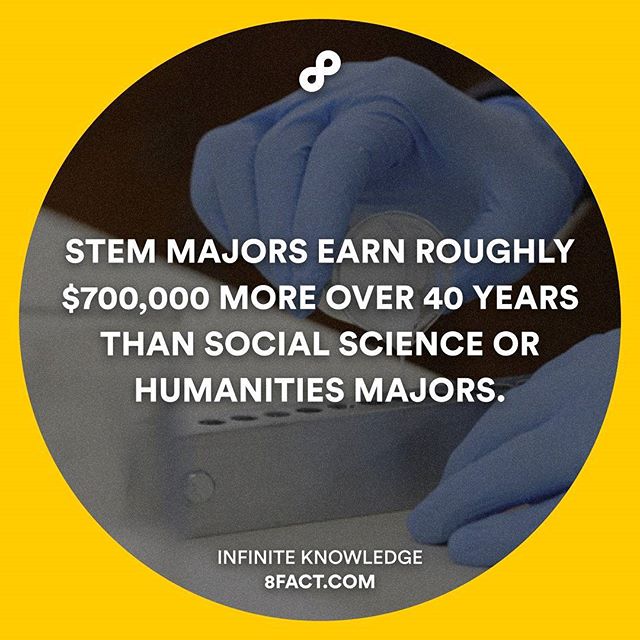 STEM MAJORS EARN ROUGHLY
$700,000 MORE OVER 40 YEARS
THAN SOCIAL SCIENCE OR
HUMANITIES MAJORS.
INFINITE KNOWLEDGE
8FACT.COM